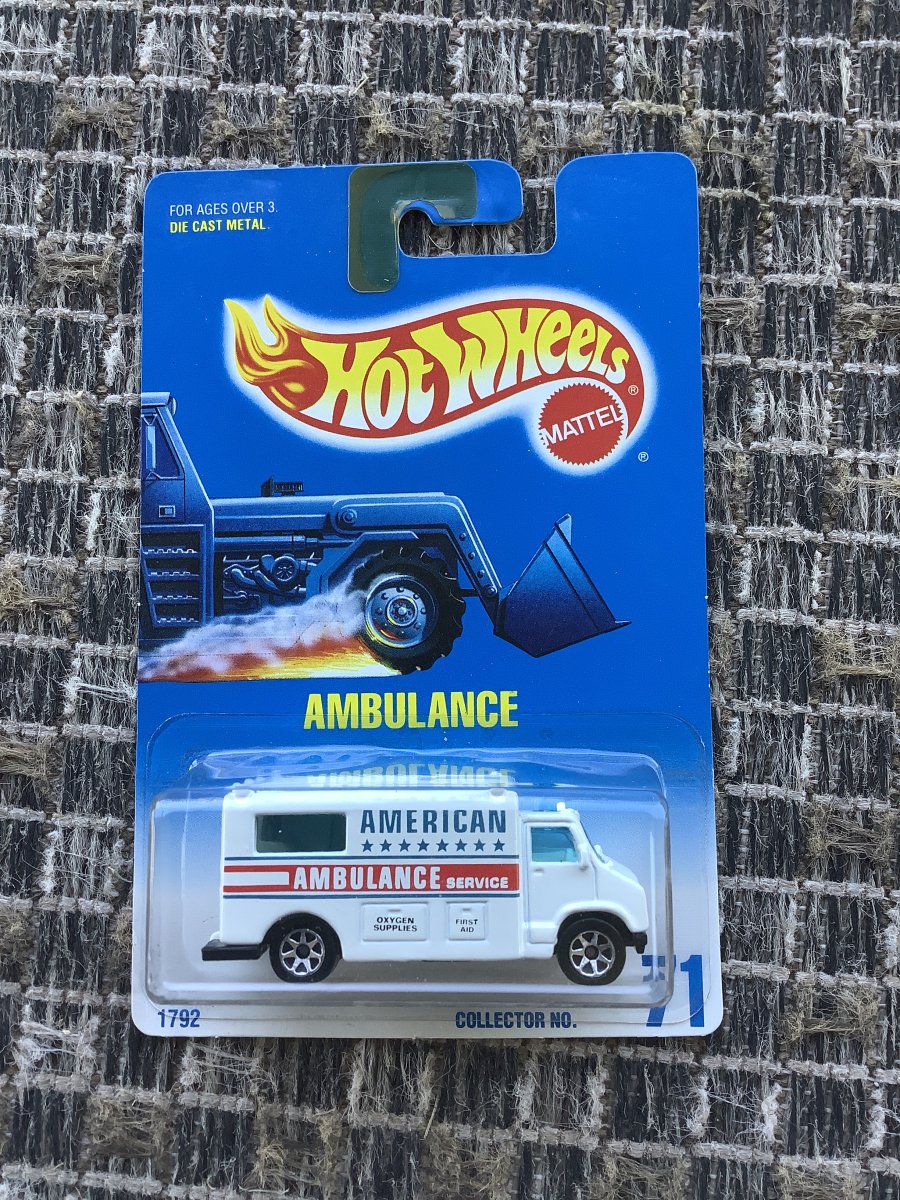 FOR AGES OVER 3.
DIE CAST METAL.
HOT WHEELS ®
MATTEL
®
AMBULANCE
AMERICAN
AMBULANCE SERVICE
OXYGEN
SUPPLIES
FIRST
AID
1792
COLLECTOR NO.
71